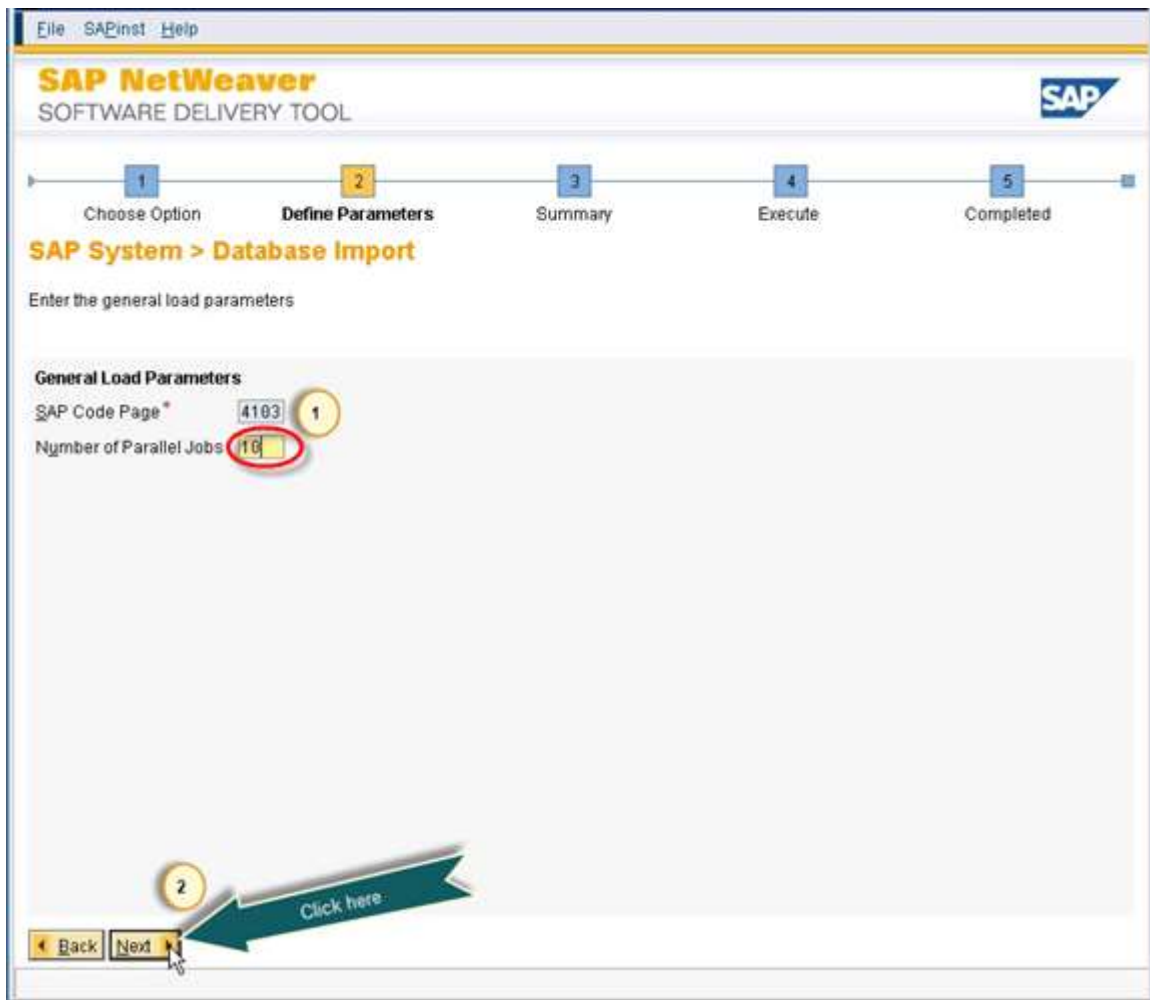 File SAPinst Help
SAP NetWeaver
SOFTWARE DELIVERY TOOL
SAP
1 2 3 4 5
Choose Option Define Parameters Summary Execute Completed
SAP System > Database Import
Enter the general load parameters
General Load Parameters
SAP Code Page* 4103 1
Number of Parallel Jobs 10
2
Click here
Back Next